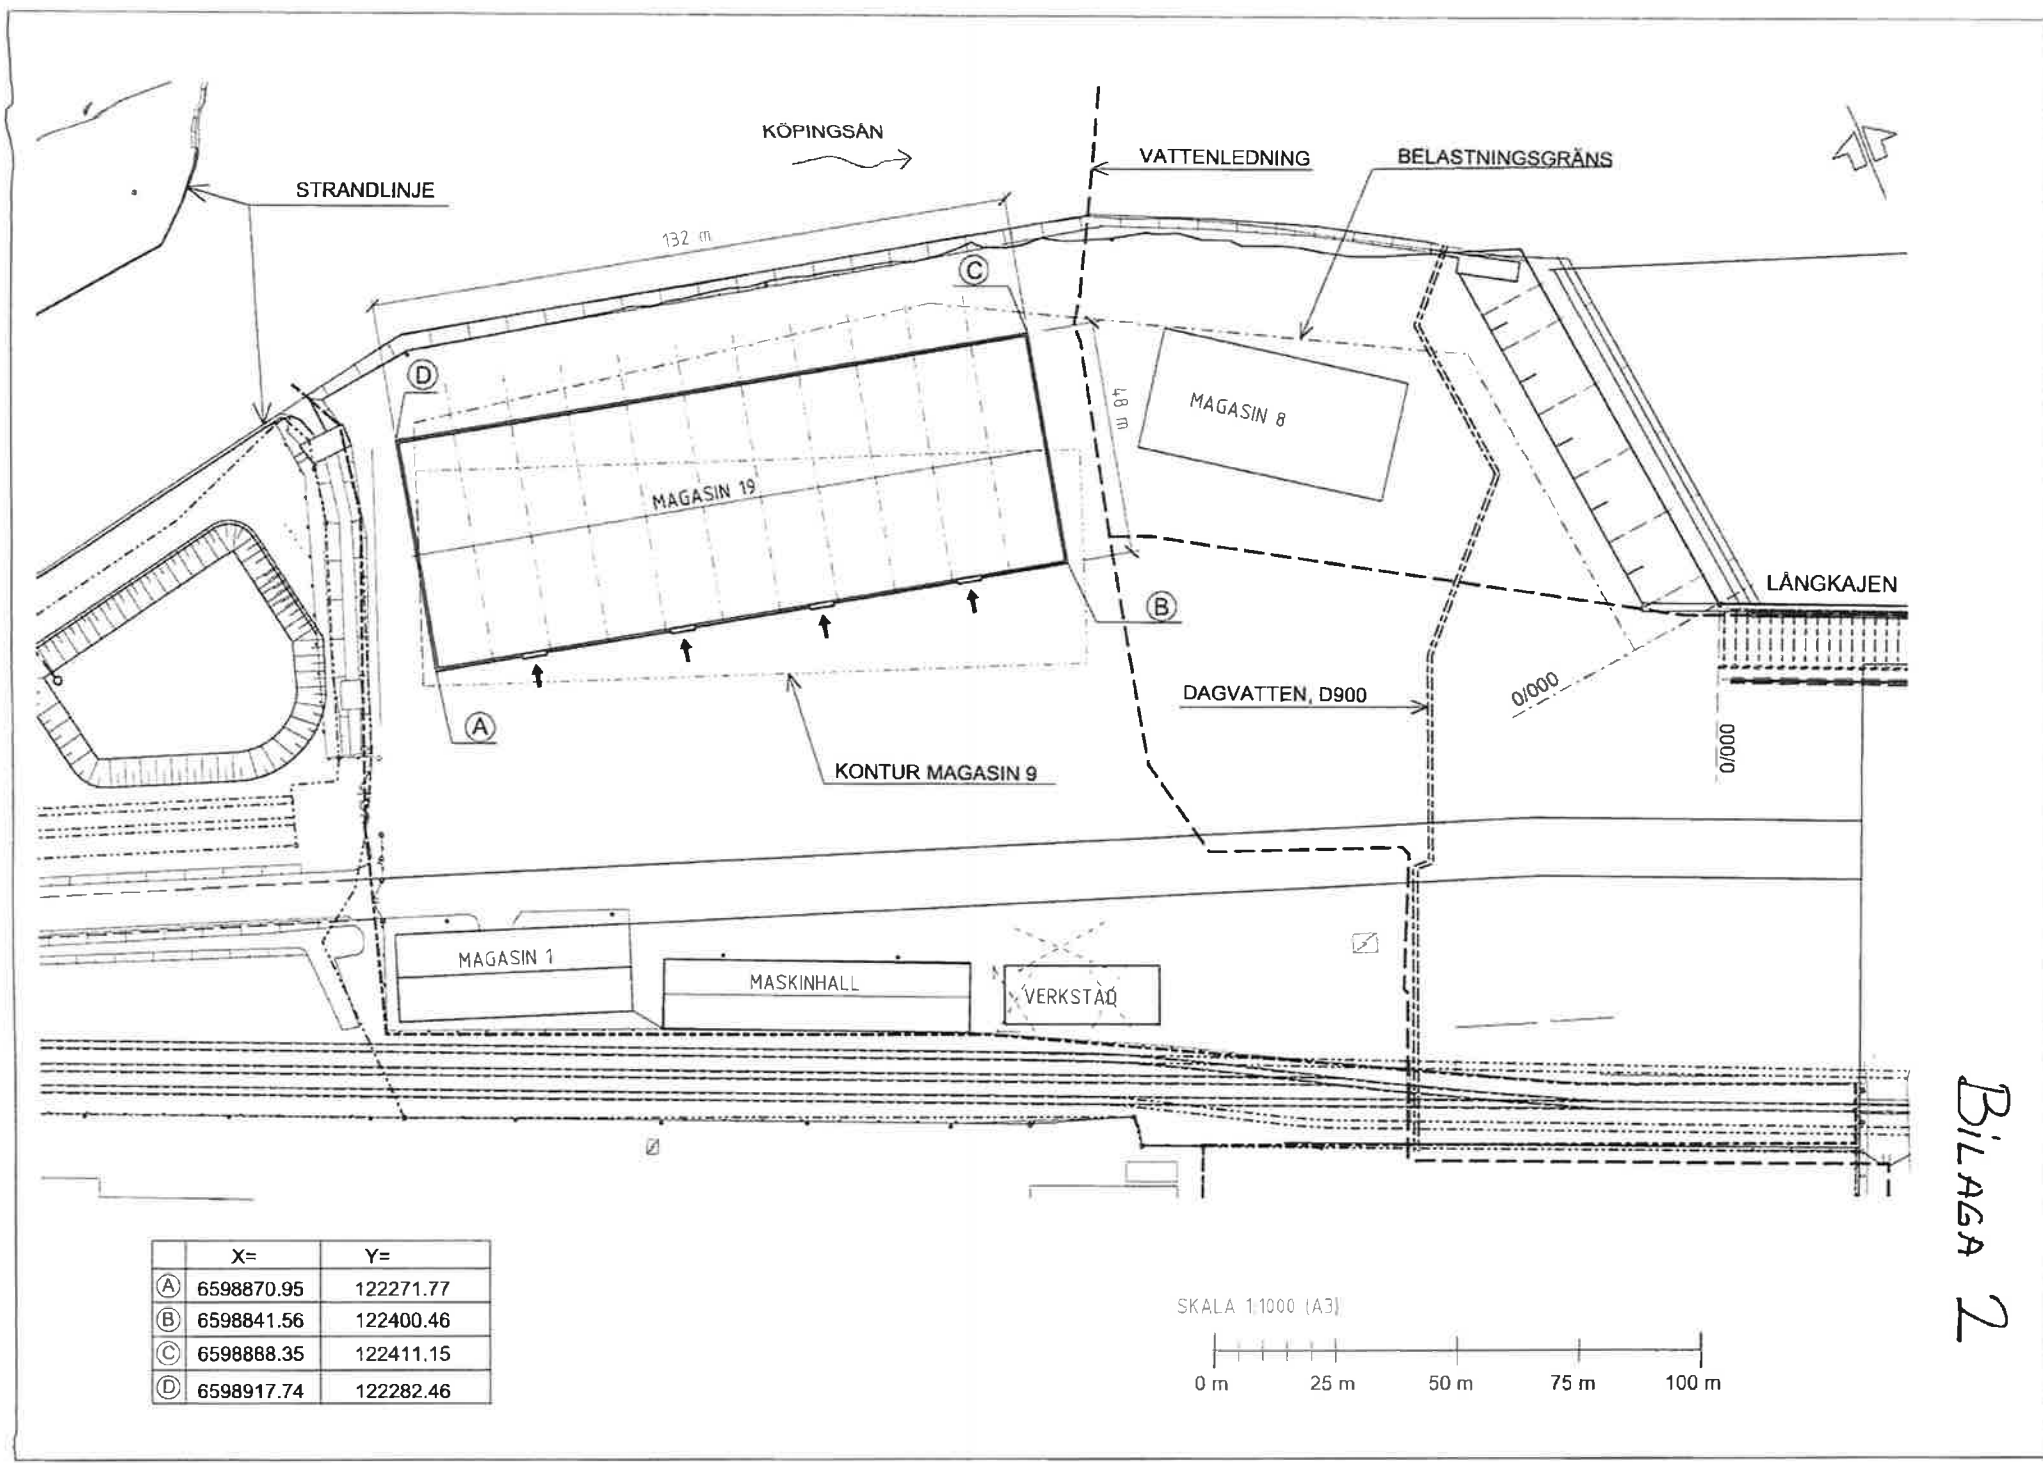 KÖPINGSÅN
VATTENLEDNING
BELASTNINGSGRÄNS
STRANDLINJE
132 m
C
D
48 m
MAGASIN 8
MAGASIN 19
LÅNGKAJEN
B
0/000
DAGVATTEN, D900
A
0/000
KONTUR MAGASIN 9
MAGASIN 1
MASKINHALL
VERKSTAD
BILAGA 2
X= Y=
A 6598870.95 122271.77
B 6598841.56 122400.46
C 6598888.35 122411.15
D 6598917.74 122282.46
SKALA 1:1000 (A3)
0 m 25 m 50 m 75 m 100 m